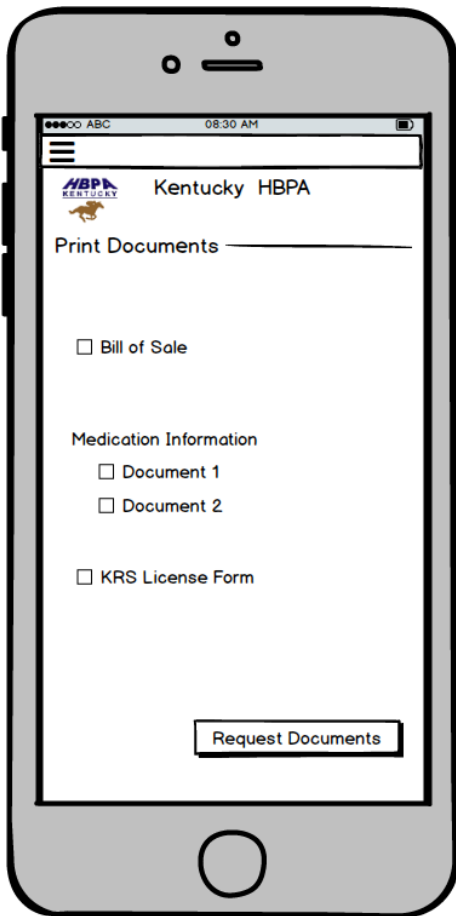 ABC 08:30 AM
HBPA
KENTUCKY
Kentucky HBPA
Print Documents
Bill of Sale
Medication Information
Document 1
Document 2
KRS License Form
Request Documents